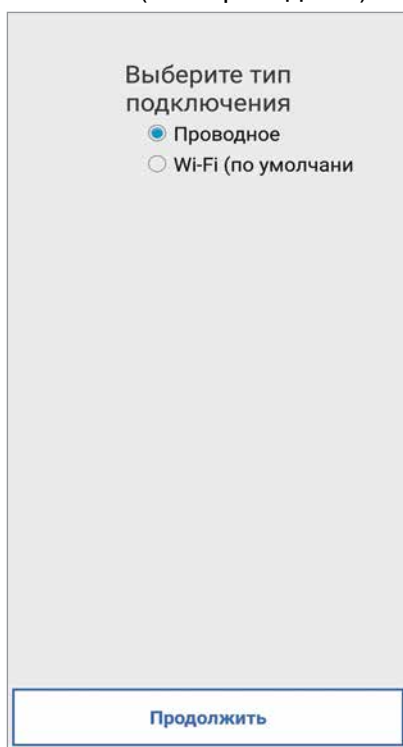 Выберите тип
подключения
Проводное
Wi-Fi (по умолчани
Продолжить